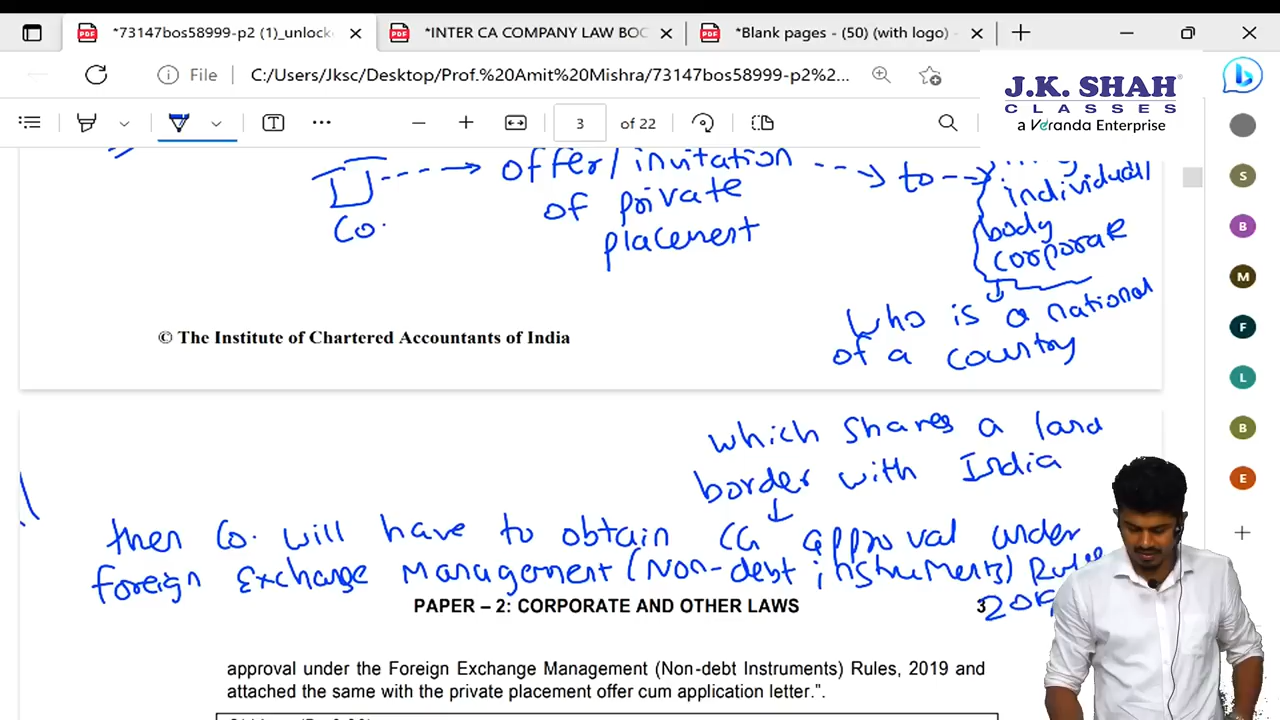 *73147bos58999-p2 (1)_unlock
*INTER CA COMPANY LAW BOO
*Blank pages - (50) (with logo) -
File
C:/Users/Jksc/Desktop/Prof.%20Amit%20Mishra/73147bos58999-p2%2...
J.K. SHAH
CLASSES
a Veranda Enterprise
3 of 22
Co.
offer/invitation
of private
placement
to
individual/
body
corporate
who is a national
of a country
© The Institute of Chartered Accountants of India
which shares a land
border with India
then Co. will have to obtain CG approval under
foreign Exchange Management (Non-debt instruments) Rules
2019
PAPER – 2: CORPORATE AND OTHER LAWS 3
approval under the Foreign Exchange Management (Non-debt Instruments) Rules, 2019 and
attached the same with the private placement offer cum application letter.".
S
B
M
F
L
B
E